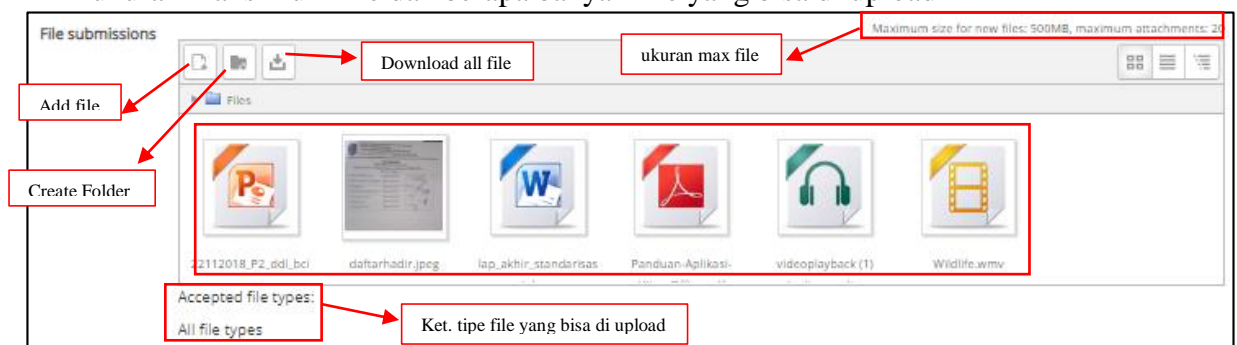 File submissions
Maximum size for new files: 500MB, maximum attachments: 20
Download all file
ukuran max file
Add file
Files
Create Folder
22112018_P2_ddl_bci
daftarhadir.jpeg
lap_akhir_standarisas
Panduan-Aplikasi-
videoplayback (1)
Wildlife.wmv
Accepted file types:
All file types
Ket. tipe file yang bisa di upload